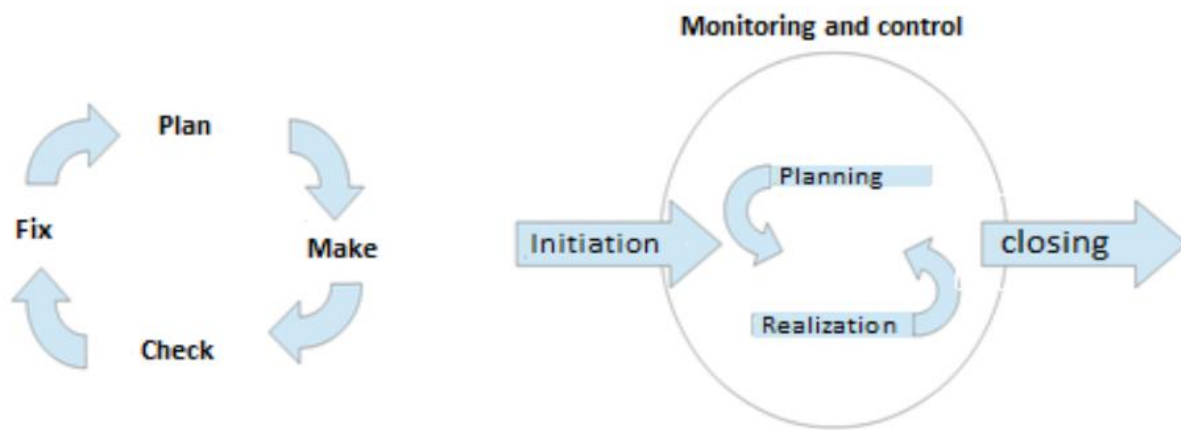 Plan
Make
Check
Fix
Monitoring and control
Initiation
Planning
Realization
closing